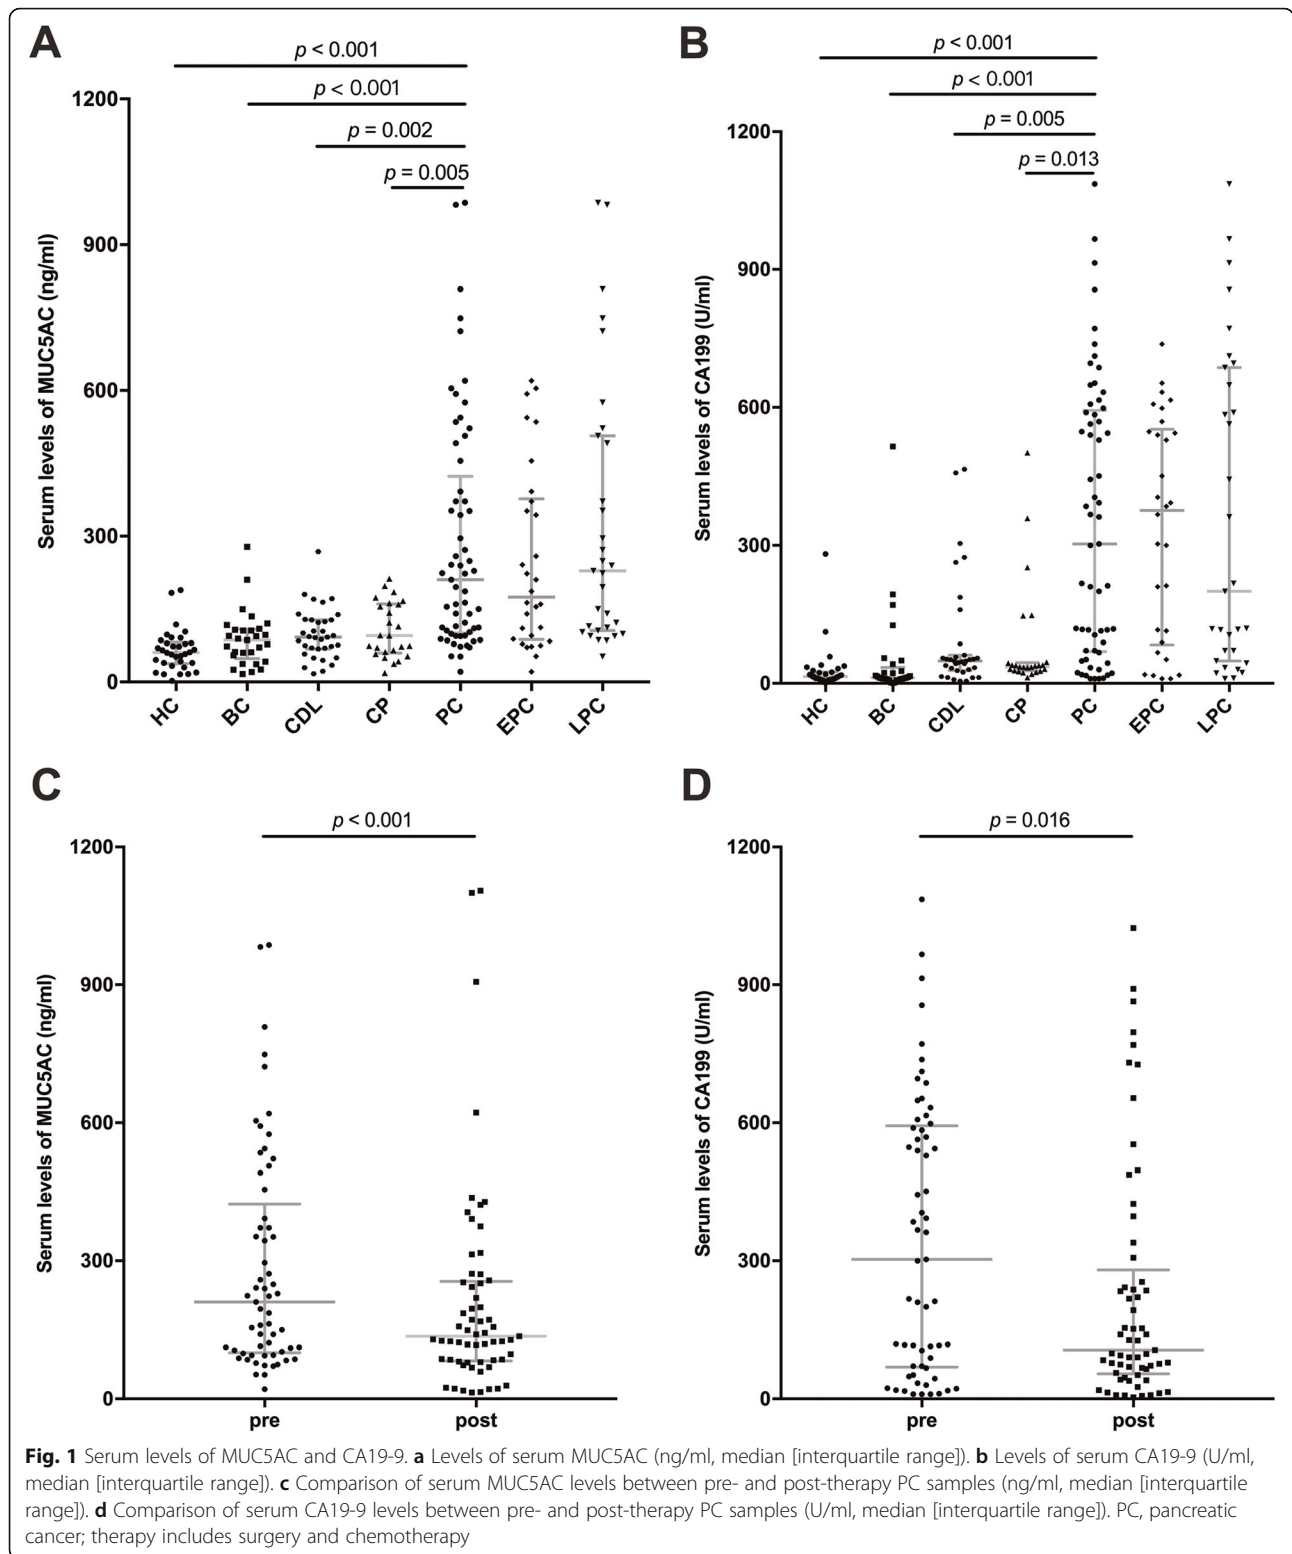 A
p < 0.001
p < 0.001
p = 0.002
p = 0.005
1200
900
600
300
0
Serum levels of MUC5AC (ng/ml)
HC
BC
CDL
CP
PC
EPC
LPC
B
p < 0.001
p < 0.001
p = 0.005
p = 0.013
1200
900
600
300
0
Serum levels of CA199 (U/ml)
HC
BC
CDL
CP
PC
EPC
LPC
C
p < 0.001
1200
900
600
300
0
Serum levels of MUC5AC (ng/ml)
pre
post
D
p = 0.016
1200
900
600
300
0
Serum levels of CA199 (U/ml)
pre
post
Fig. 1 Serum levels of MUC5AC and CA19-9. a Levels of serum MUC5AC (ng/ml, median [interquartile range]). b Levels of serum CA19-9 (U/ml,
median [interquartile range]). c Comparison of serum MUC5AC levels between pre- and post-therapy PC samples (ng/ml, median [interquartile
range]). d Comparison of serum CA19-9 levels between pre- and post-therapy PC samples (U/ml, median [interquartile range]). PC, pancreatic
cancer; therapy includes surgery and chemotherapy